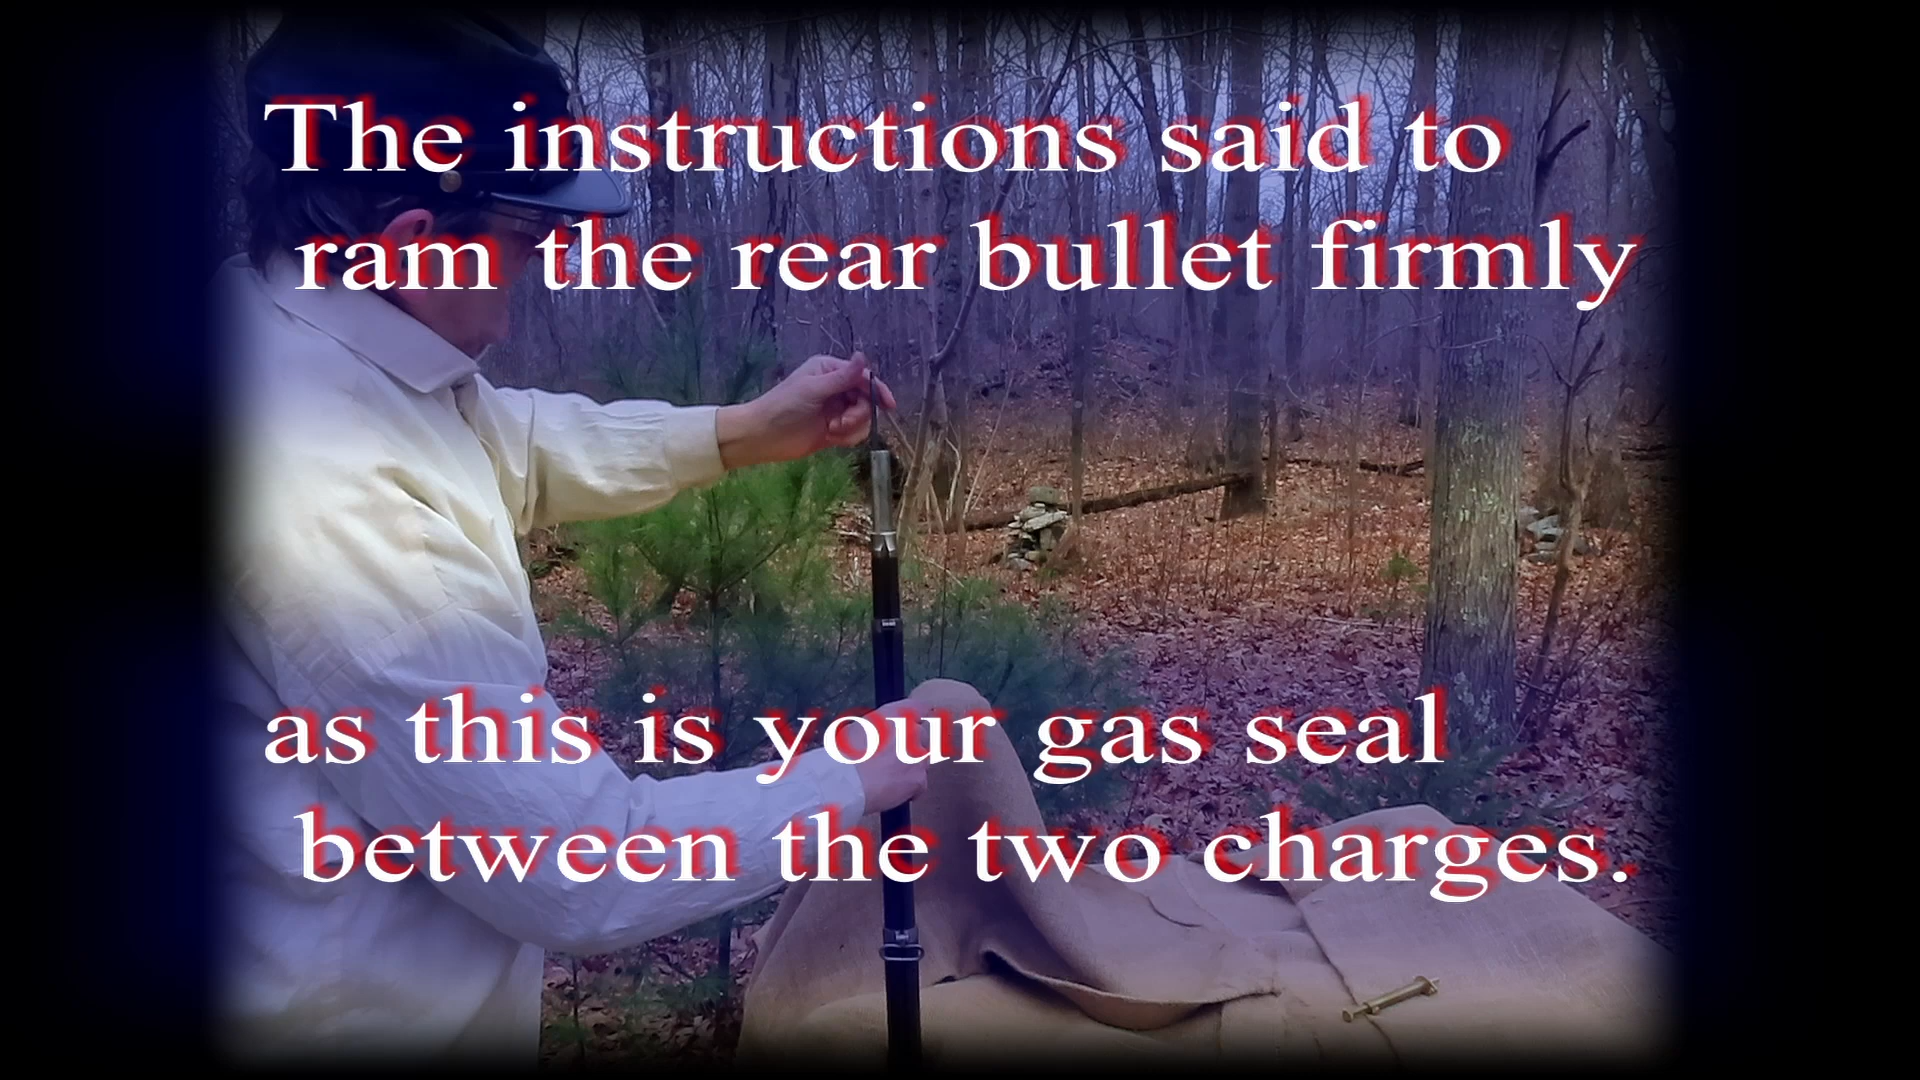 The instructions said to
ram the rear bullet firmly
as this is your gas seal
between the two charges.